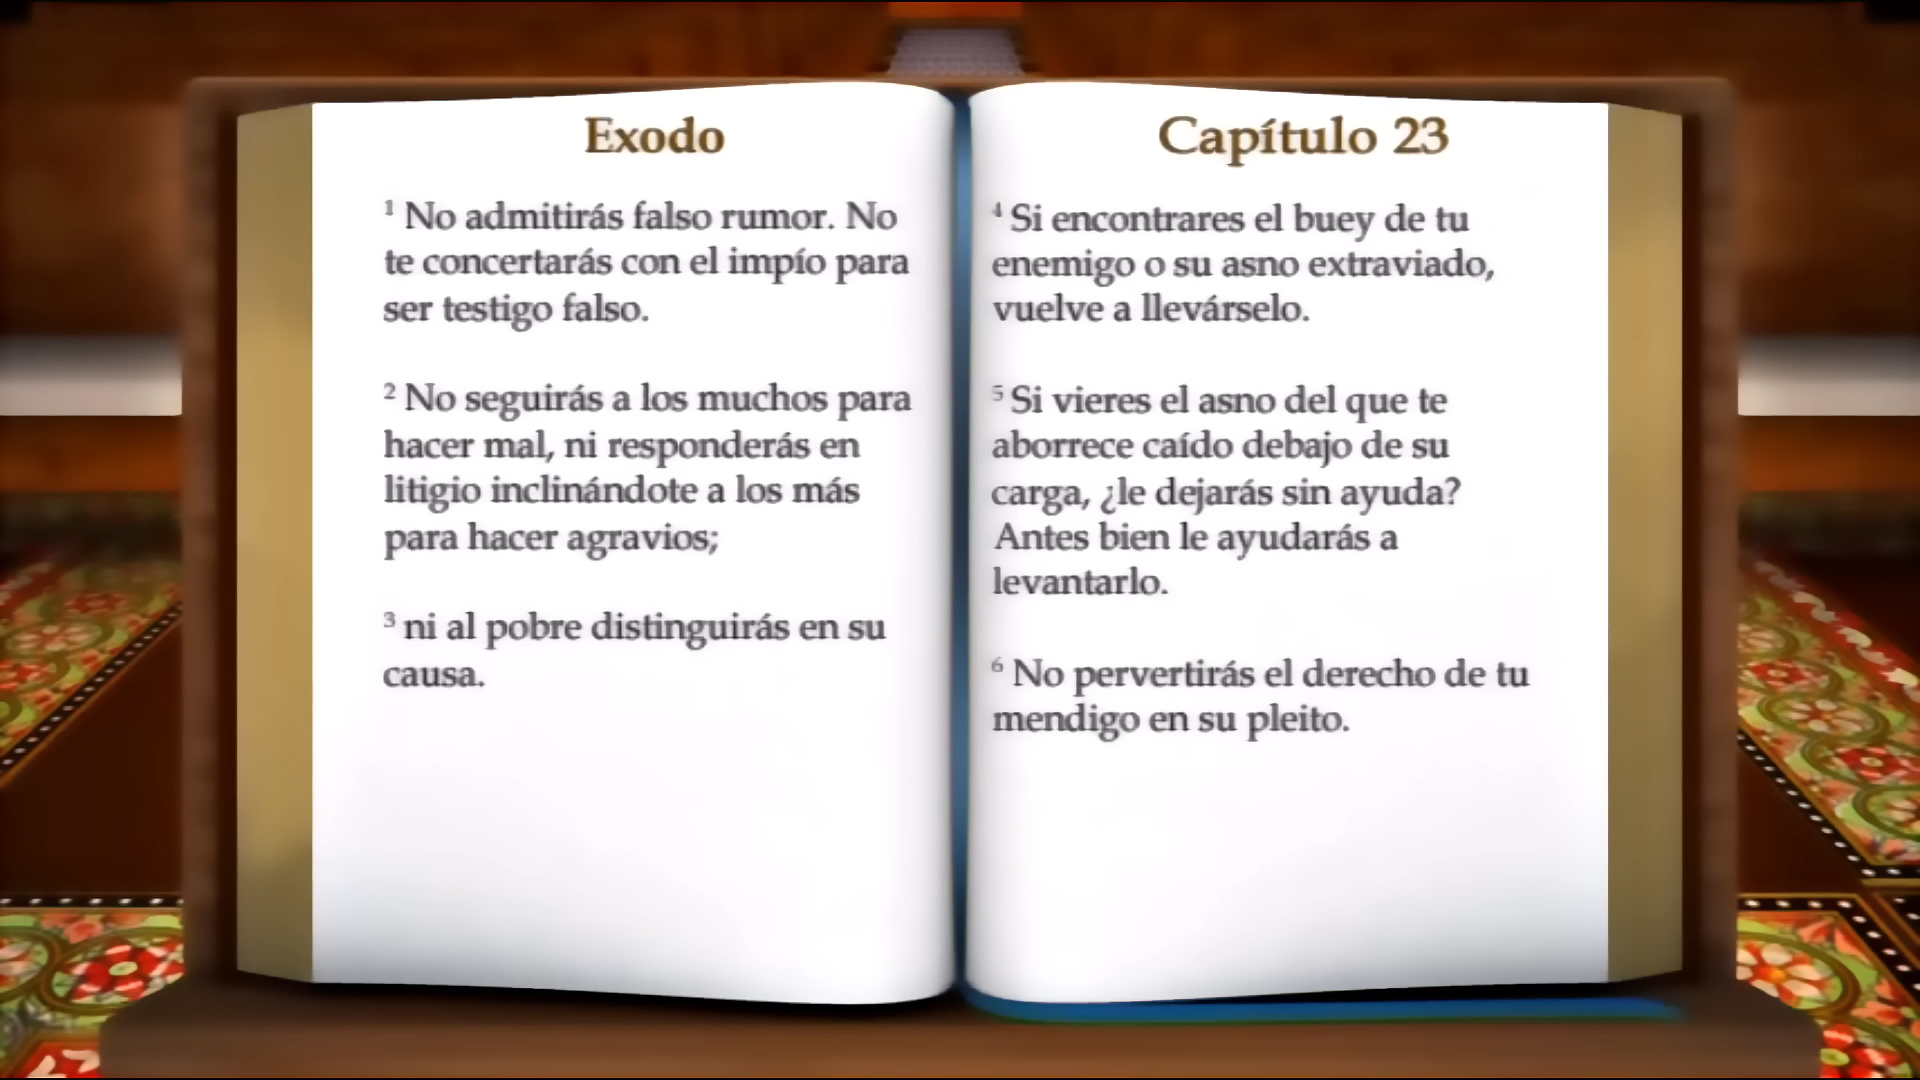 Exodo
1 No admitirás falso rumor. No
te concertarás con el impío para
ser testigo falso.
2 No seguirás a los muchos para
hacer mal, ni responderás en
litigio inclinándote a los más
para hacer agravios;
3 ni al pobre distinguirás en su
causa.
Capítulo 23
4 Si encontrares el buey de tu
enemigo o su asno extraviado,
vuelve a llevárselo.
5 Si vieres el asno del que te
aborrece caído debajo de su
carga, ¿le dejarás sin ayuda?
Antes bien le ayudarás a
levantarlo.
6 No pervertirás el derecho de tu
mendigo en su pleito.